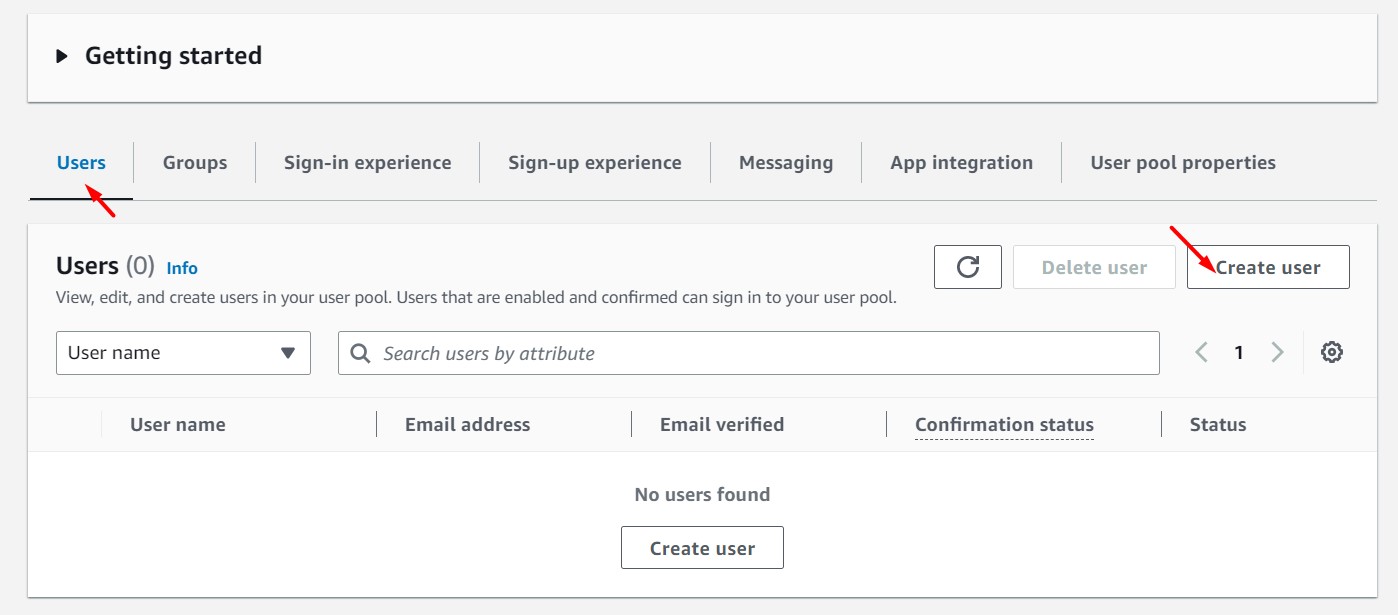 Getting started
Users Groups Sign-in experience Sign-up experience Messaging App integration User pool properties
Users (0) Info Delete user Create user
View, edit, and create users in your user pool. Users that are enabled and confirmed can sign in to your user pool.
User name Search users by attribute 1
User name Email address Email verified Confirmation status Status
No users found
Create user